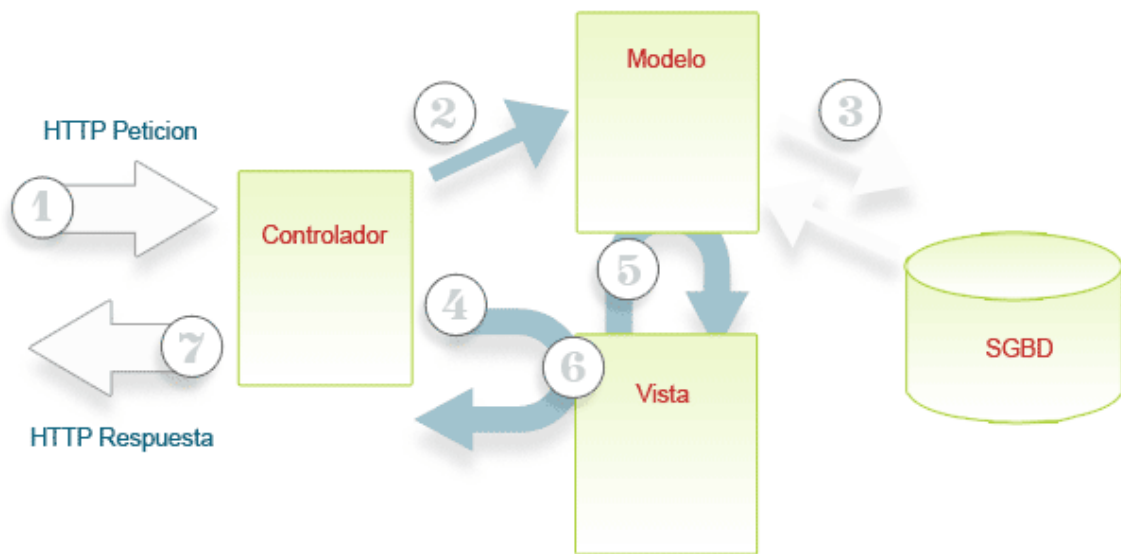 Modelo
2
3
HTTP Peticion
1
Controlador
5
4
7
6
SGBD
Vista
HTTP Respuesta